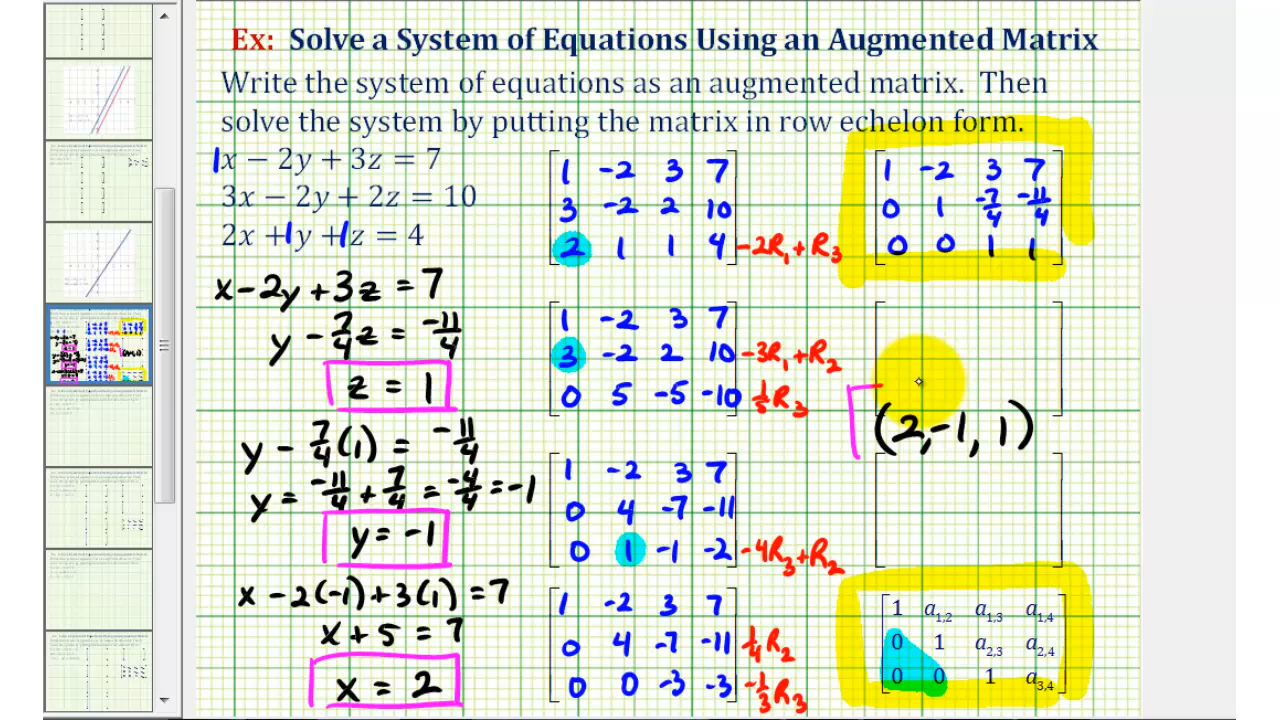 Ex: Solve a System of Equations Using an Augmented Matrix
Write the system of equations as an augmented matrix. Then
solve the system by putting the matrix in row echelon form.
1x − 2y + 3z = 7
3x − 2y + 2z = 10
2x + 1y + 1z = 4
x − 2y + 3z = 7
y − 7/4 z = −11/4
z = 1
y − 7/4 (1) = −11/4
y = −11/4 + 7/4 = −4/4 = −1
y = −1
x − 2(−1) + 3(1) = 7
x + 5 = 7
x = 2
1 −2 3 7
3 −2 2 10
2 1 1 4 −2R₁ + R₃
1 −2 3 7
3 −2 2 10 −3R₁ + R₂
0 5 −5 −10 1/5 R₃
1 −2 3 7
0 4 −7 −11
0 1 −1 −2 −4R₃ + R₂
1 −2 3 7
0 4 −7 −11 1/4 R₂
0 0 −3 −3 −1/3 R₃
1 −2 3 7
0 1 −7/4 −11/4
0 0 1 1
(2, −1, 1)
1 a₁,₂ a₁,₃ a₁,₄
0 1 a₂,₃ a₂,₄
0 0 1 a₃,₄